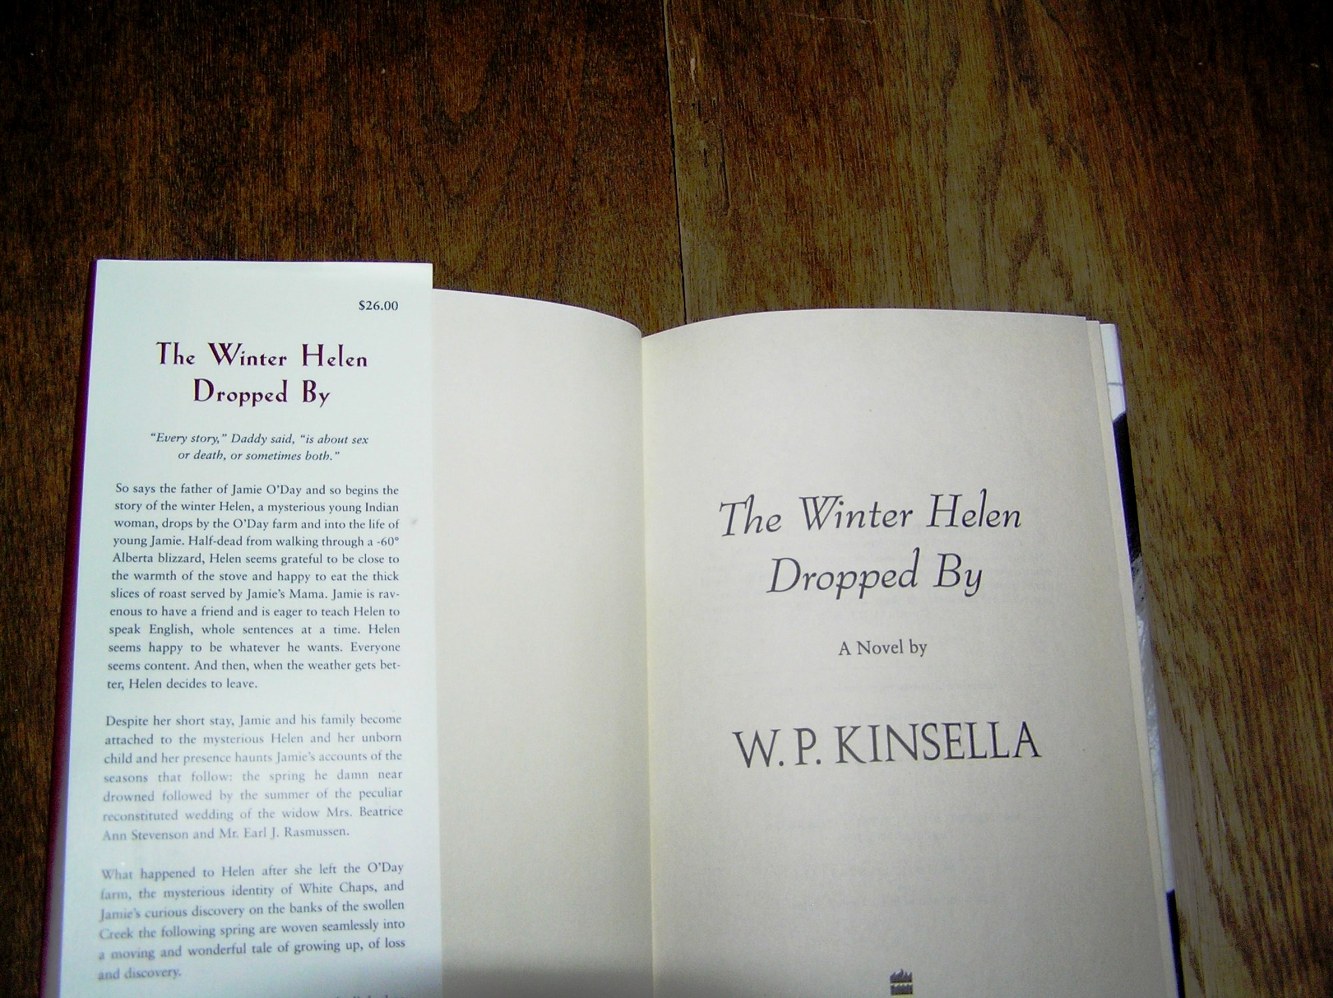 $26.00
The Winter Helen
Dropped By
"Every story," Daddy said, "is about sex
or death, or sometimes both."
So says the father of Jamie O'Day and so begins the
story of the winter Helen, a mysterious young Indian
woman, drops by the O'Day farm and into the life of
young Jamie. Half-dead from walking through a -60°
Alberta blizzard, Helen seems grateful to be close to
the warmth of the stove and happy to eat the thick
slices of roast served by Jamie's Mama. Jamie is rav-
enous to have a friend and is eager to teach Helen to
speak English, whole sentences at a time. Helen
seems happy to be whatever he wants. Everyone
seems content. And then, when the weather gets bet-
ter, Helen decides to leave.
Despite her short stay, Jamie and his family become
attached to the mysterious Helen and her unborn
child and her presence haunts Jamie's accounts of the
seasons that follow: the spring he damn near
drowned followed by the summer of the peculiar
reconstituted wedding of the widow Mrs. Beatrice
Ann Stevenson and Mr. Earl J. Rasmussen.
What happened to Helen after she left the O'Day
farm, the mysterious identity of White Chaps, and
Jamie's curious discovery on the banks of the swollen
Creek the following spring are woven seamlessly into
a moving and wonderful tale of growing up, of loss
and discovery.
The Winter Helen
Dropped By
A Novel by
W. P. KINSELLA